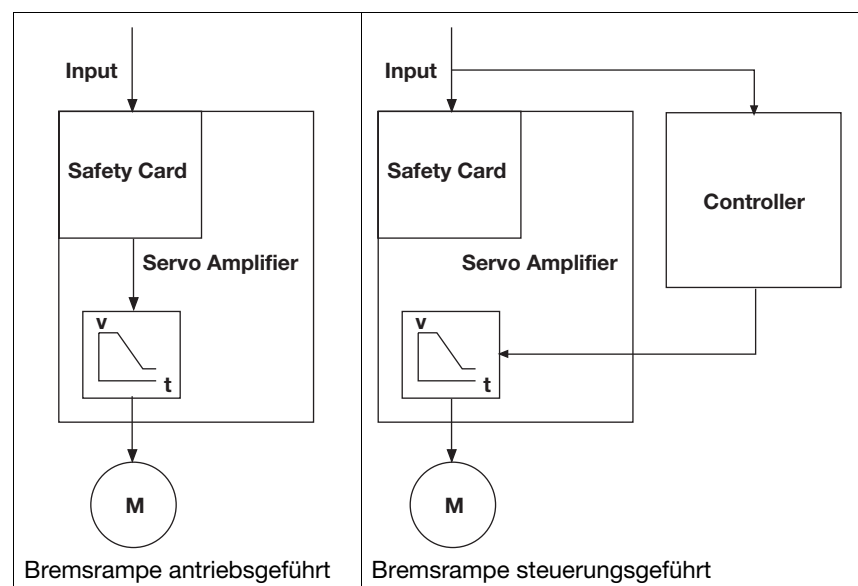 Input
Safety Card
Servo Amplifier
v
t
M
Bremsrampe antriebsgeführt
Input
Safety Card
Controller
Servo Amplifier
v
t
M
Bremsrampe steuerungsgeführt